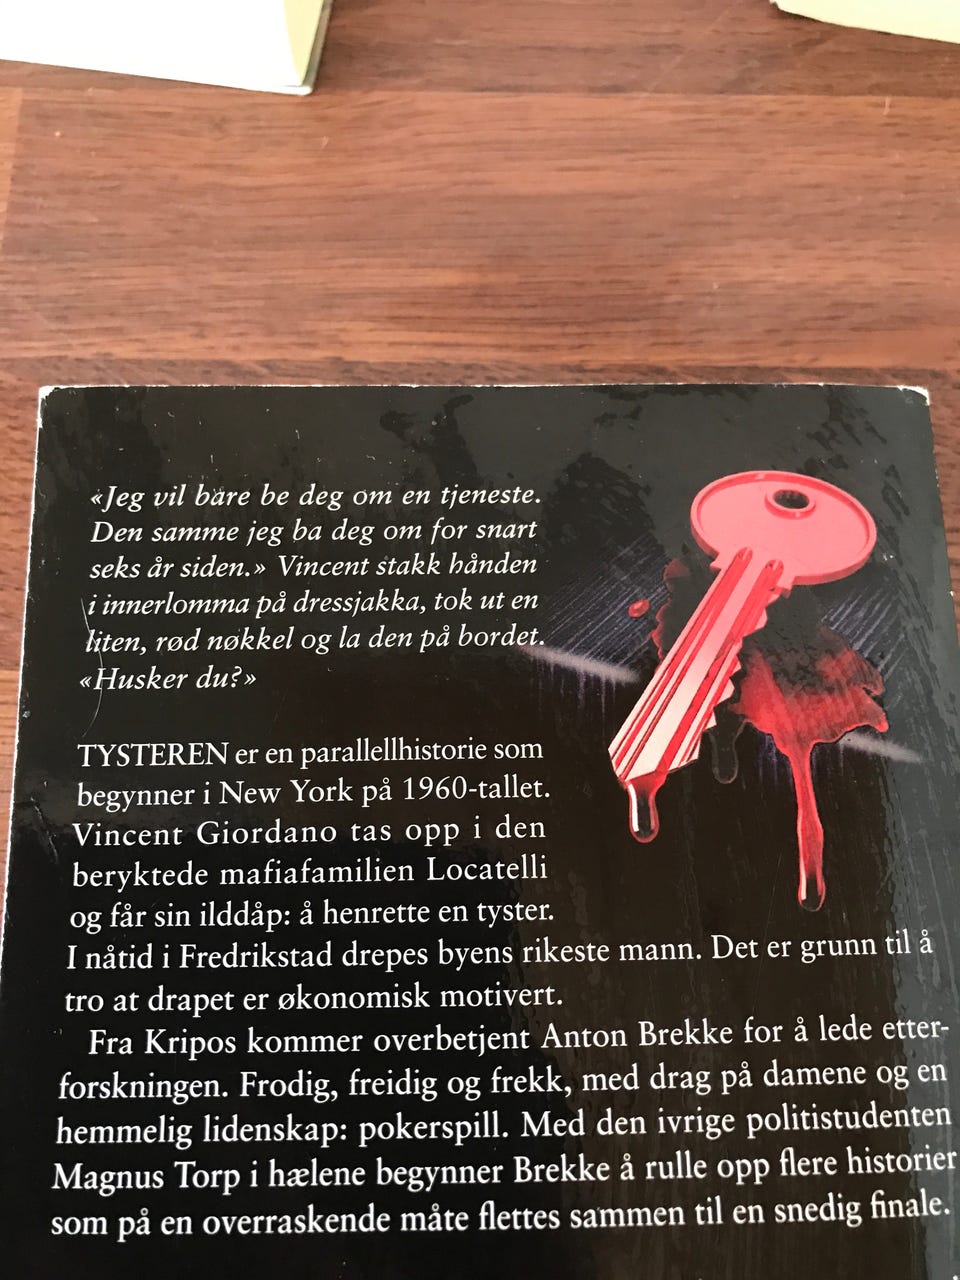 «Jeg vil bare be deg om en tjeneste.
Den samme jeg ba deg om for snart
seks år siden.» Vincent stakk hånden
i innerlomma på dressjakka, tok ut en
liten, rød nøkkel og la den på bordet.
«Husker du?»
TYSTEREN er en parallellhistorie som
begynner i New York på 1960-tallet.
Vincent Giordano tas opp i den
beryktede mafiafamilien Locatelli
og får sin ilddåp: å henrette en tyster.
I nåtid i Fredrikstad drepes byens rikeste mann. Det er grunn til å
tro at drapet er økonomisk motivert.
Fra Kripos kommer overbetjent Anton Brekke for å lede etter-
forskningen. Frodig, freidig og frekk, med drag på damene og en
hemmelig lidenskap: pokerspill. Med den ivrige politistudenten
Magnus Torp i hælene begynner Brekke å rulle opp flere historier
som på en overraskende måte flettes sammen til en snedig finale.